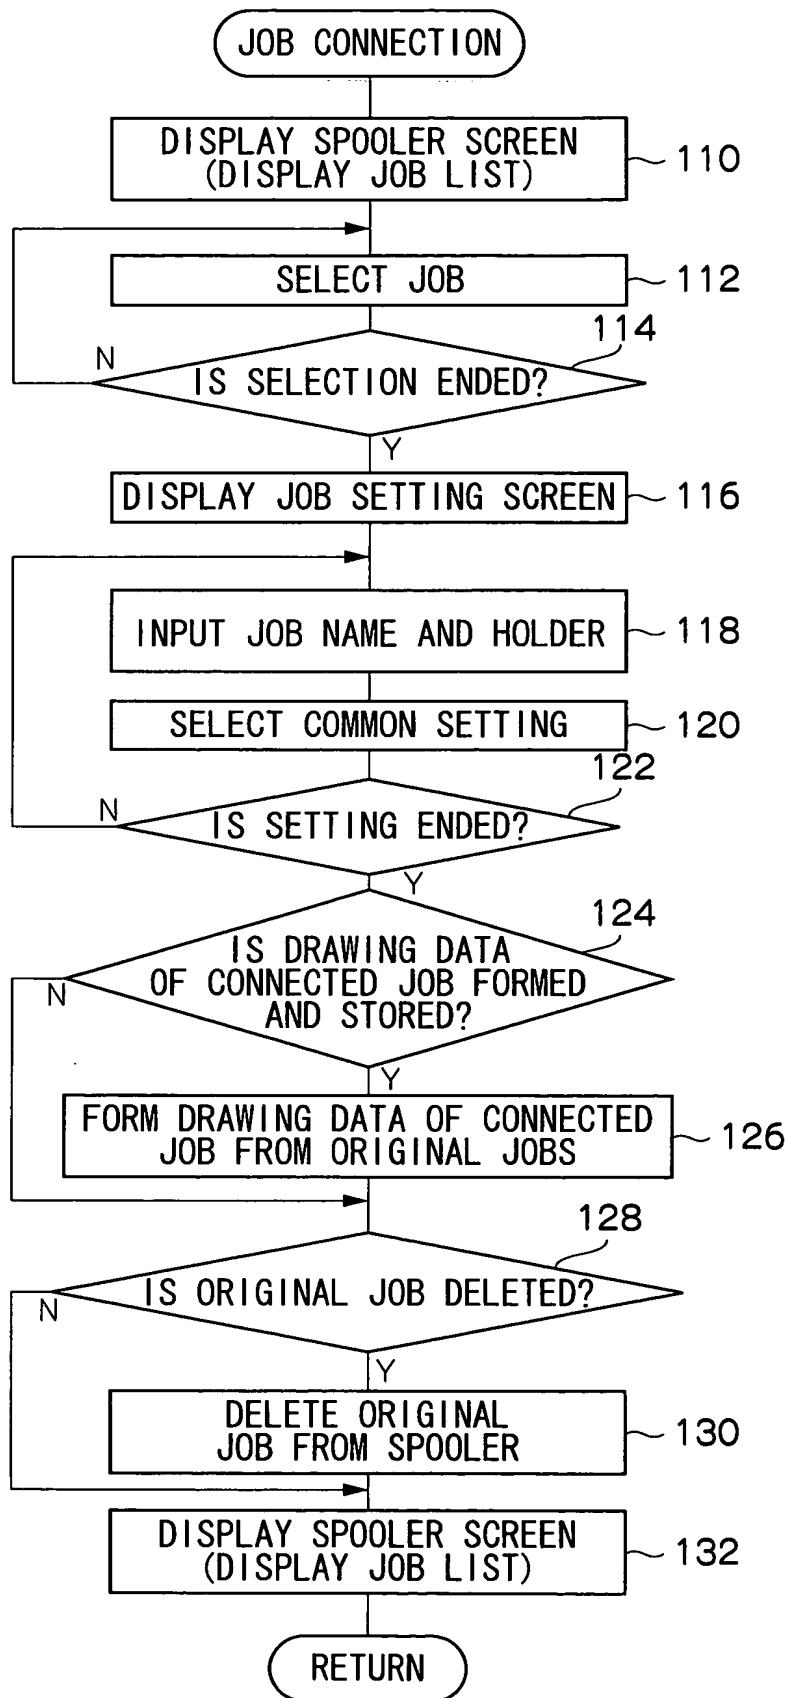 JOB CONNECTION
DISPLAY SPOOLER SCREEN
(DISPLAY JOB LIST)
110
SELECT JOB
112
114
N
IS SELECTION ENDED?
Y
DISPLAY JOB SETTING SCREEN
116
INPUT JOB NAME AND HOLDER
118
SELECT COMMON SETTING
120
122
N
IS SETTING ENDED?
Y
124
IS DRAWING DATA
OF CONNECTED JOB FORMED
AND STORED?
N
Y
FORM DRAWING DATA OF CONNECTED
JOB FROM ORIGINAL JOBS
126
128
IS ORIGINAL JOB DELETED?
N
Y
DELETE ORIGINAL
JOB FROM SPOOLER
130
DISPLAY SPOOLER SCREEN
(DISPLAY JOB LIST)
132
RETURN